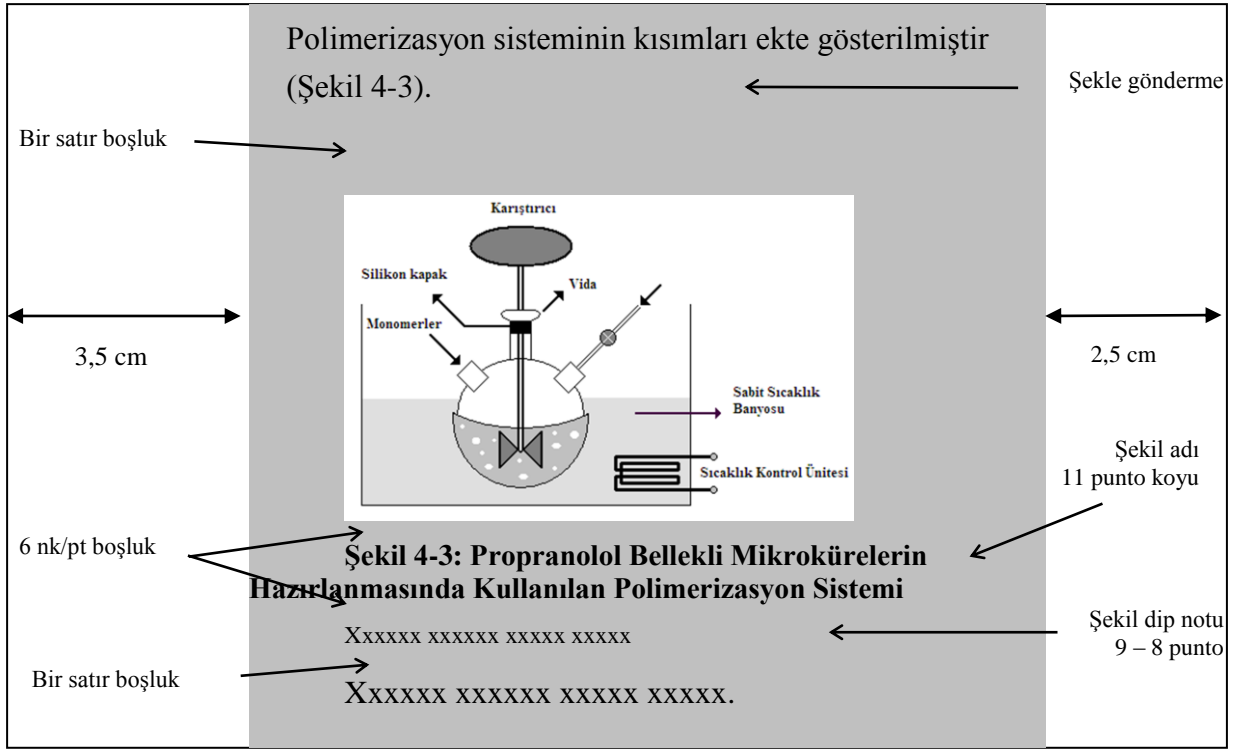 Polimerizasyon sisteminin kısımları ekte gösterilmiştir
(Şekil 4-3).
Şekle gönderme
Bir satır boşluk
Karıştırıcı
Silikon kapak
Vida
Monomerler
3,5 cm
2,5 cm
Sabit Sıcaklık
Banyosu
Sıcaklık Kontrol Ünitesi
Şekil adı
11 punto koyu
6 nk/pt boşluk
Şekil 4-3: Propranolol Bellekli Mikrokürelerin
Hazırlanmasında Kullanılan Polimerizasyon Sistemi
Xxxxxx xxxxxx xxxxx xxxxx
Şekil dip notu
9 – 8 punto
Bir satır boşluk
Xxxxxx xxxxxx xxxxx xxxxx.